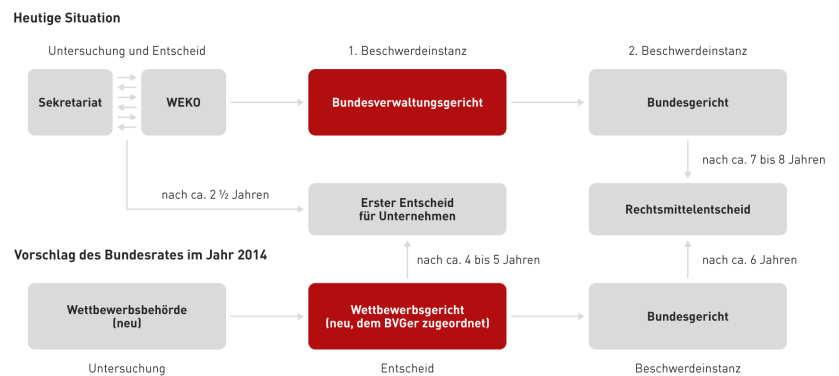 Heutige Situation
Untersuchung und Entscheid
1. Beschwerdeinstanz
2. Beschwerdeinstanz
Sekretariat
WEKO
Bundesverwaltungsgericht
Bundesgericht
nach ca. 7 bis 8 Jahren
nach ca. 2 ½ Jahren
Erster Entscheid
für Unternehmen
Rechtsmittelentscheid
Vorschlag des Bundesrates im Jahr 2014
nach ca. 4 bis 5 Jahren
nach ca. 6 Jahren
Wettbewerbsbehörde
(neu)
Wettbewerbsgericht
(neu, dem BVGer zugeordnet)
Bundesgericht
Untersuchung
Entscheid
Beschwerdeinstanz